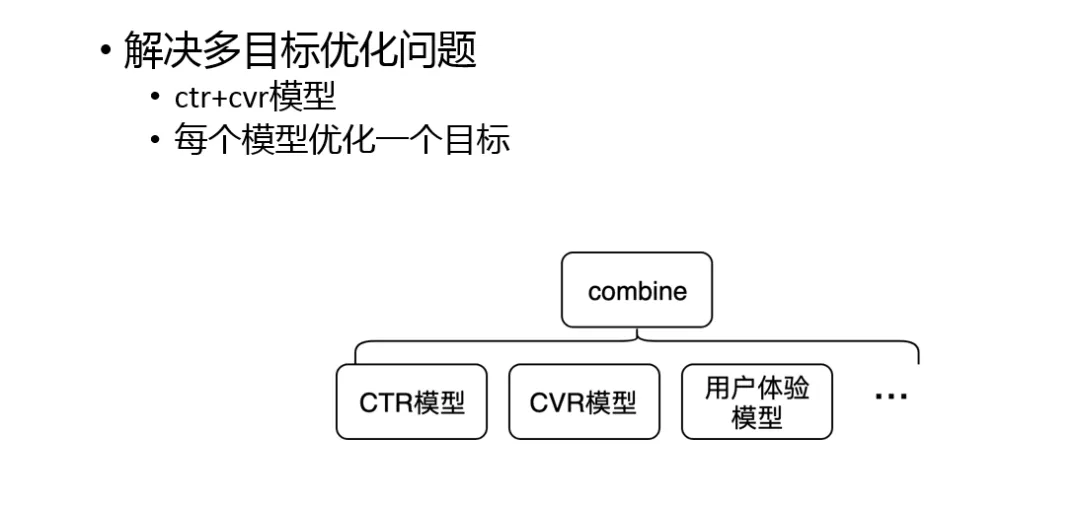 • 解决多目标优化问题
• ctr+cvr模型
• 每个模型优化一个目标
combine
CTR模型
CVR模型
用户体验
模型
...